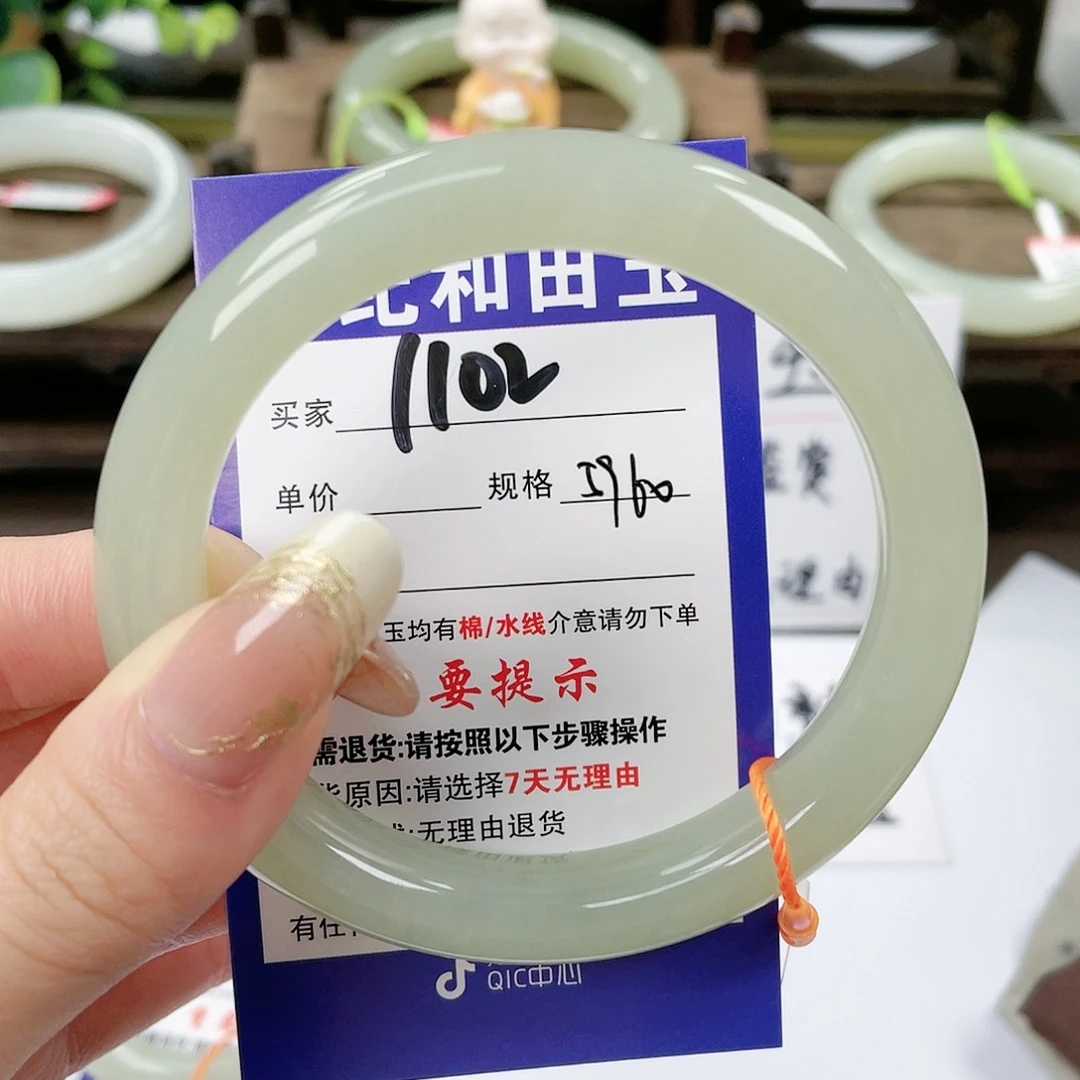 和田玉
买家 1102
单价 规格 5960
玉均有棉/水线介意请勿下单
要提示
需退货:请按照以下步骤操作
原因:请选择7天无理由
:无理由退货
有任
QIC中心
理由